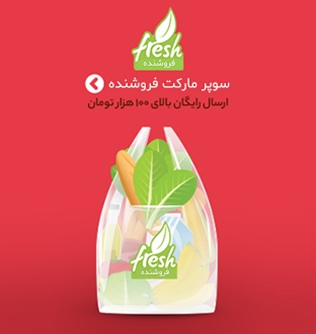 fresh
فروشنده
سوپر مارکت فروشنده
ارسال رایگان بالای ۱۰۰ هزار تومان
fresh
فروشنده